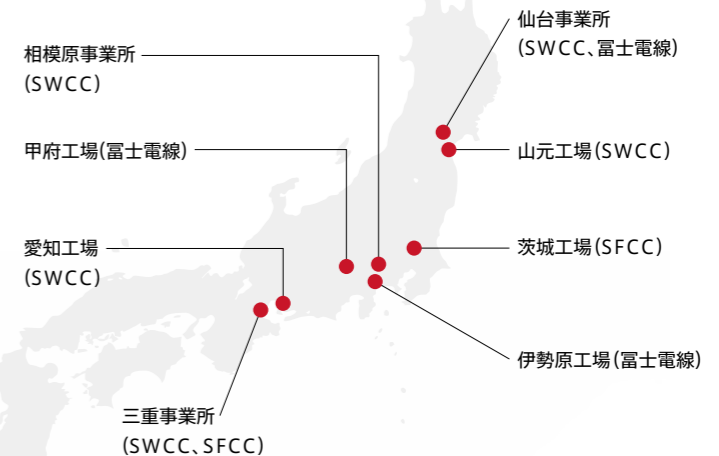 相模原事業所
(SWCC)
甲府工場(冨士電線)
愛知工場
(SWCC)
三重事業所
(SWCC、SFCC)
仙台事業所
(SWCC、冨士電線)
山元工場(SWCC)
茨城工場(SFCC)
伊勢原工場(冨士電線)